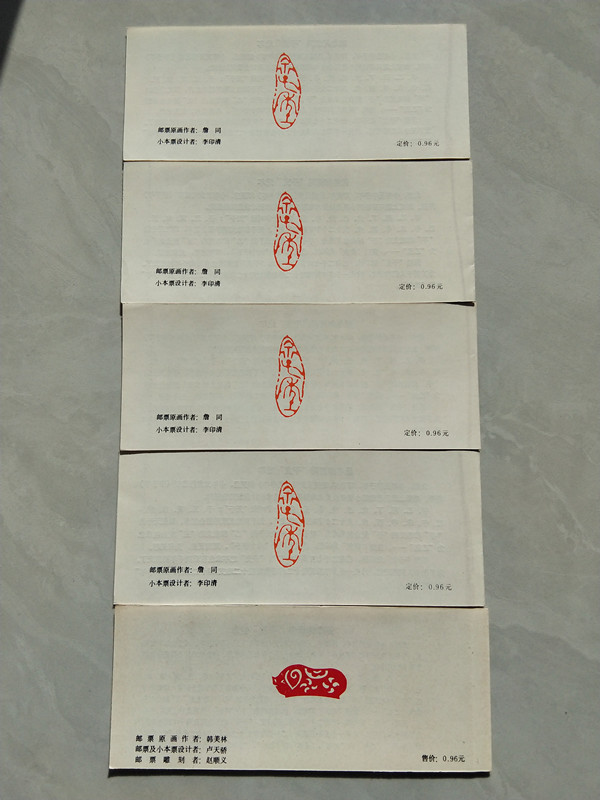 邮票原画作者：詹 同
小本票设计者：李印清
定价：0.96元
邮票原画作者：詹 同
小本票设计者：李印清
定价：0.96元
邮票原画作者：詹 同
小本票设计者：李印清
定价：0.96元
邮票原画作者：詹 同
小本票设计者：李印清
定价：0.96元
邮票原画作者：韩美林
邮票及小本票设计者：卢天骄
邮票雕刻者：赵顺义
售价：0.96元